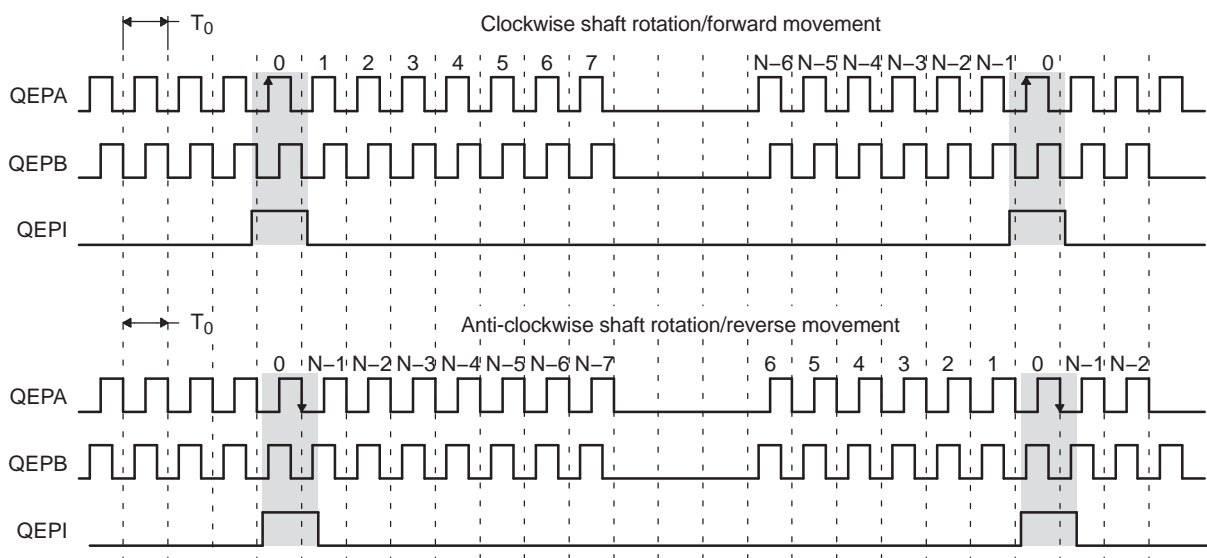 T0
Clockwise shaft rotation/forward movement
0 1 2 3 4 5 6 7 N–6 N–5 N–4 N–3 N–2 N–1 0
QEPA
QEPB
QEPI
T0
Anti-clockwise shaft rotation/reverse movement
0 N–1 N–2 N–3 N–4 N–5 N–6 N–7 6 5 4 3 2 1 0 N–1 N–2
QEPA
QEPB
QEPI